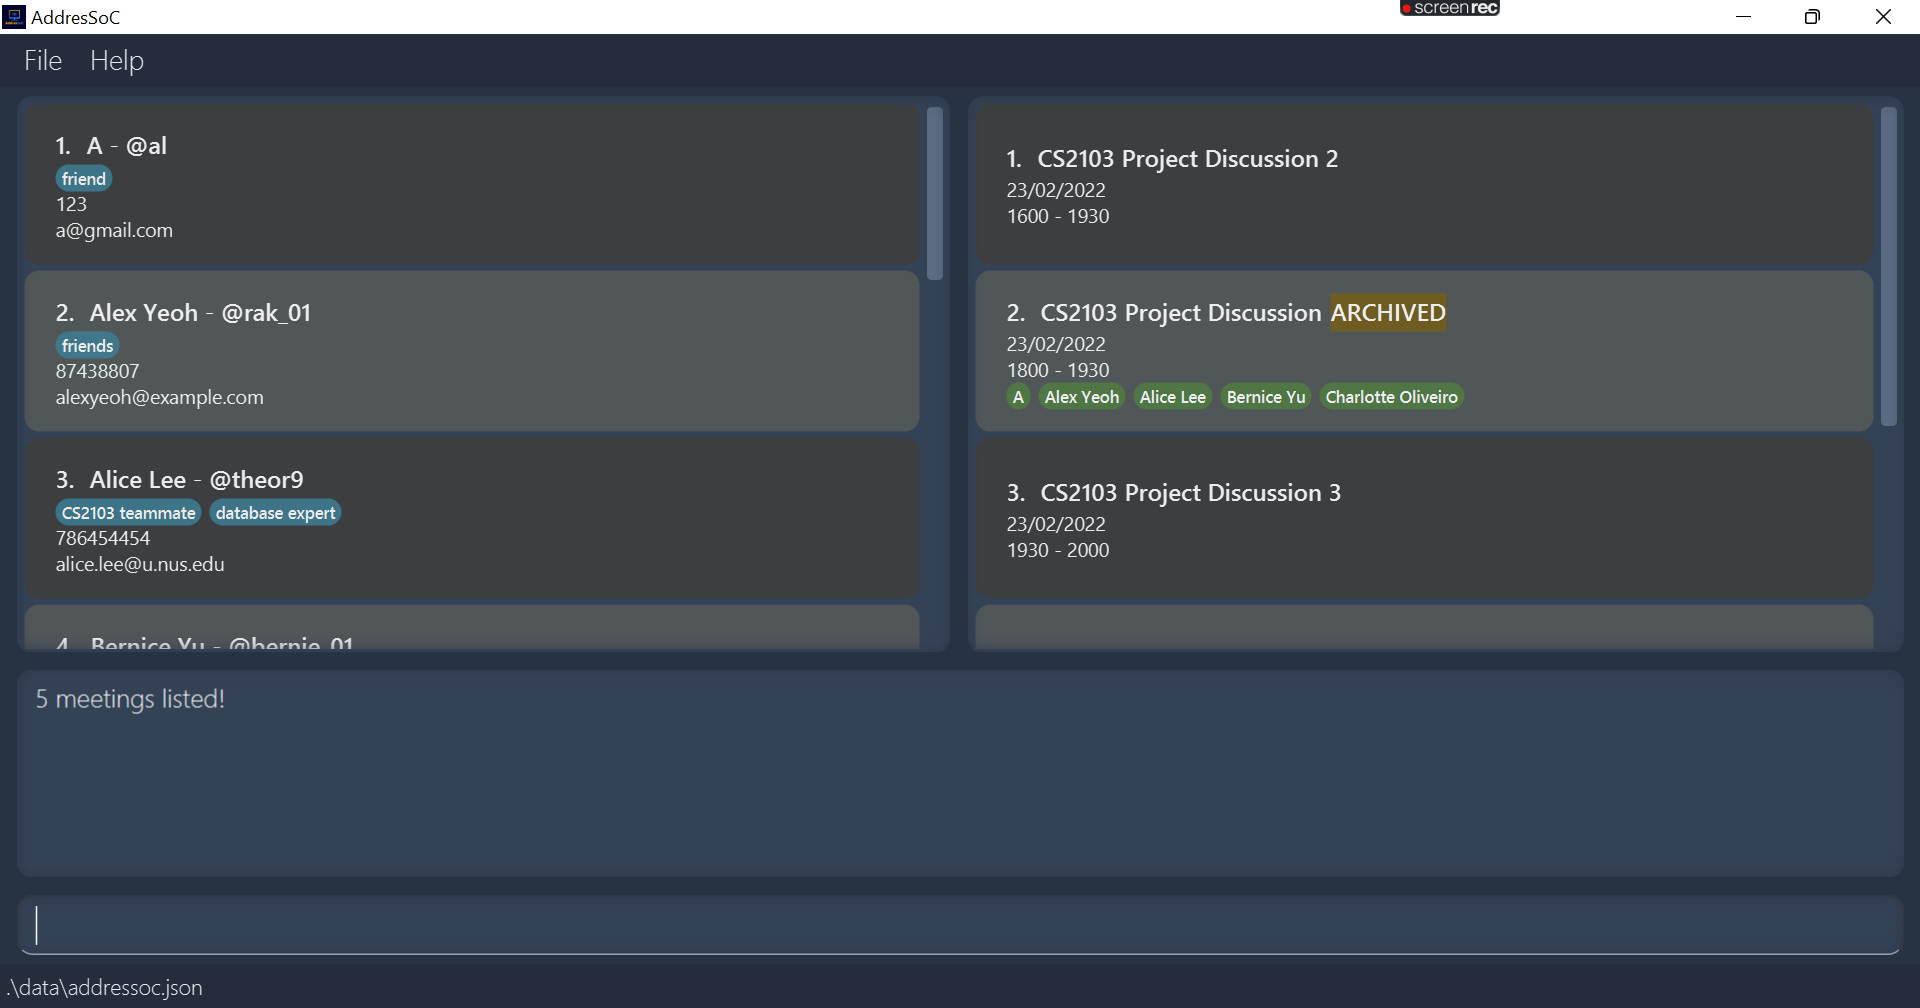 AddresSoC
screenrec
File Help
1. A - @al
friend
123
a@gmail.com
2. Alex Yeoh - @rak_01
friends
87438807
alexyeoh@example.com
3. Alice Lee - @theor9
CS2103 teammate database expert
786454454
alice.lee@u.nus.edu
4. Bernice Yu - @bernie_01
1. CS2103 Project Discussion 2
23/02/2022
1600 - 1930
2. CS2103 Project Discussion ARCHIVED
23/02/2022
1800 - 1930
A Alex Yeoh Alice Lee Bernice Yu Charlotte Oliveiro
3. CS2103 Project Discussion 3
23/02/2022
1930 - 2000
5 meetings listed!
.\data\addressoc.json